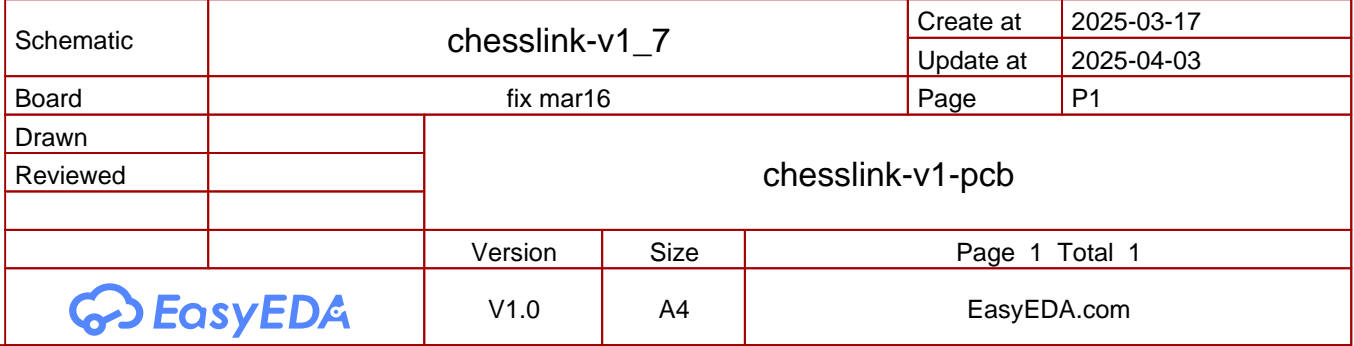 Schematic chesslink-v1_7 Create at 2025-03-17
Update at 2025-04-03
Board fix mar16 Page P1
Drawn
Reviewed chesslink-v1-pcb
Version Size Page 1 Total 1
EasyEDA V1.0 A4 EasyEDA.com